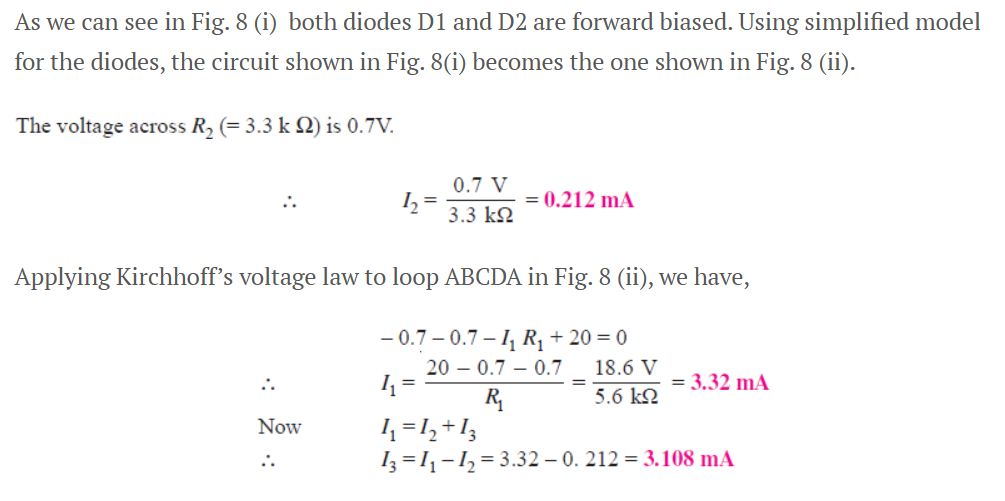 As we can see in Fig. 8 (i) both diodes D1 and D2 are forward biased. Using simplified model
for the diodes, the circuit shown in Fig. 8(i) becomes the one shown in Fig. 8 (ii).
The voltage across R₂ (= 3.3 k Ω) is 0.7V.
∴ I₂ = 0.7 V / 3.3 kΩ = 0.212 mA
Applying Kirchhoff’s voltage law to loop ABCDA in Fig. 8 (ii), we have,
– 0.7 – 0.7 – I₁ R₁ + 20 = 0
∴ I₁ = 20 – 0.7 – 0.7 / R₁ = 18.6 V / 5.6 kΩ = 3.32 mA
Now I₁ = I₂ + I₃
∴ I₃ = I₁ – I₂ = 3.32 – 0. 212 = 3.108 mA